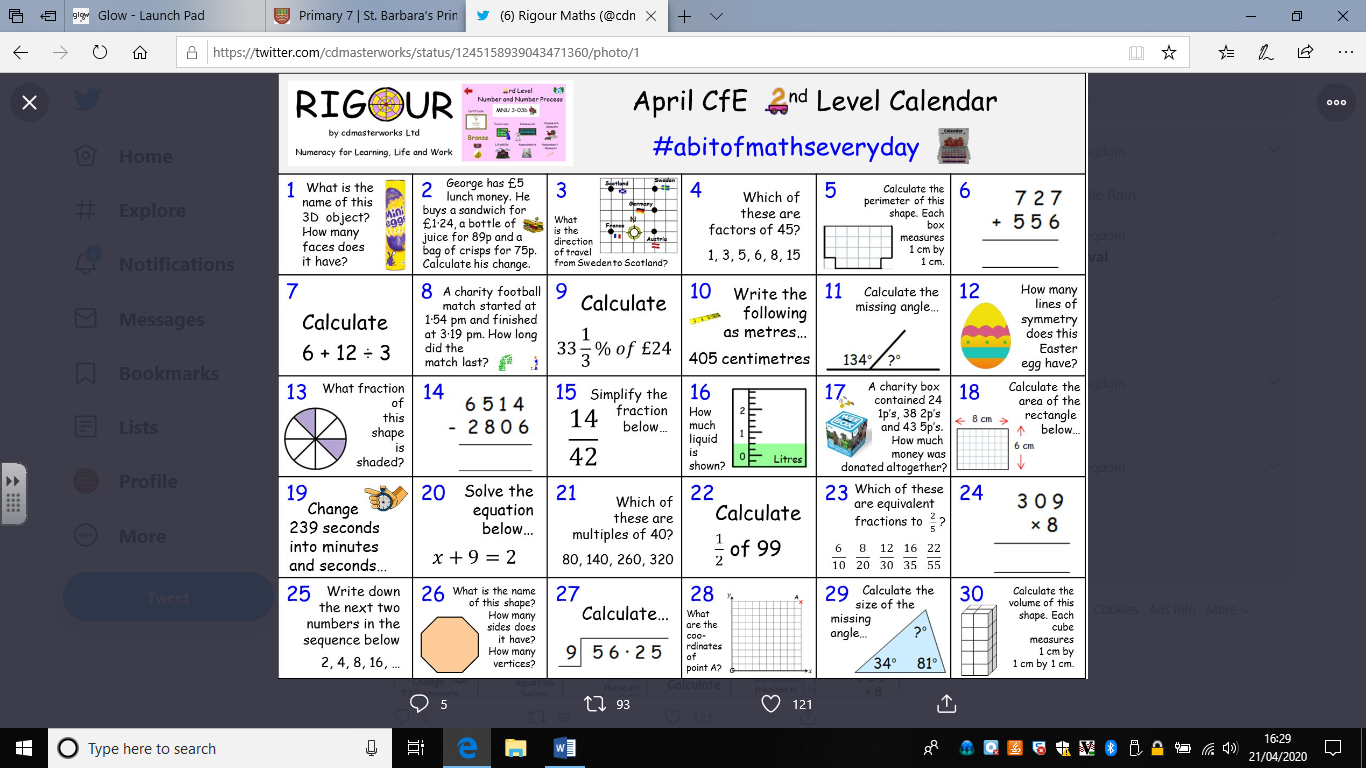 Glow - Launch Pad
Primary 7 | St. Barbara's Prin
(6) Rigour Maths (@cdn
https://twitter.com/cdmasterworks/status/1245158939043471360/photo/1
RIGOUR
by cdmasterworks Ltd
Numeracy for Learning, Life and Work
rd Level
Number and Number Process
MNU 3-03b
Bronze
April CfE 2nd Level Calendar
#abitofmathseveryday
1 What is the
name of this
3D object?
How many
faces does
it have?
2 George has £5
lunch money. He
buys a sandwich for
£1·24, a bottle of
juice for 89p and a
bag of crisps for 75p.
Calculate his change.
3
Scotland
Sweden
Germany
N
France
Austria
What
is the
direction
of travel
from Sweden to Scotland?
4 Which of
these are
factors of 45?
1, 3, 5, 6, 8, 15
5 Calculate the
perimeter of this
shape. Each
box
measures
1 cm by
1 cm.
6
727
+ 556
7
Calculate
6 + 12 ÷ 3
8 A charity football
match started at
1·54 pm and finished
at 3·19 pm. How long
did the
match last?
9
Calculate
33 1/3 % of £24
10 Write the
following
as metres...
405 centimetres
11 Calculate the
missing angle...
134° ?°
12 How many
lines of
symmetry
does this
Easter
egg have?
13 What fraction
of
this
shape
is
shaded?
14
6514
- 2806
15 Simplify the
fraction
below...
14
42
16
How
much
liquid
is
shown?
2
1
0
Litres
17 A charity box
contained 24
1p's, 38 2p's
and 43 5p's.
How much
money was
donated altogether?
18 Calculate the
area of the
rectangle
below...
8 cm
6 cm
19
Change
239 seconds
into minutes
and seconds...
20 Solve the
equation
below...
x + 9 = 2
21
Which of
these are
multiples of 40?
80, 140, 260, 320
22
Calculate
1/2 of 99
23 Which of these
are equivalent
fractions to 2/5 ?
6/10 8/20 12/30 16/35 22/55
24
309
× 8
25 Write down
the next two
numbers in the
sequence below
2, 4, 8, 16, ...
26 What is the name
of this shape?
How many
sides does
it have?
How many
vertices?
27
Calculate...
9 56·25
28
What
are the
coo-
rdinates
of
point A?
y
A
x
29 Calculate the
size of the
missing
angle...
?°
34° 81°
30 Calculate the
volume of this
shape. Each
cube
measures
1 cm by
1 cm by 1 cm.
Home
Explore
Notifications
Messages
Bookmarks
Lists
Profile
More
Tweet
Cookies Ads info More
5
93
121
Type here to search
16:29
21/04/2020